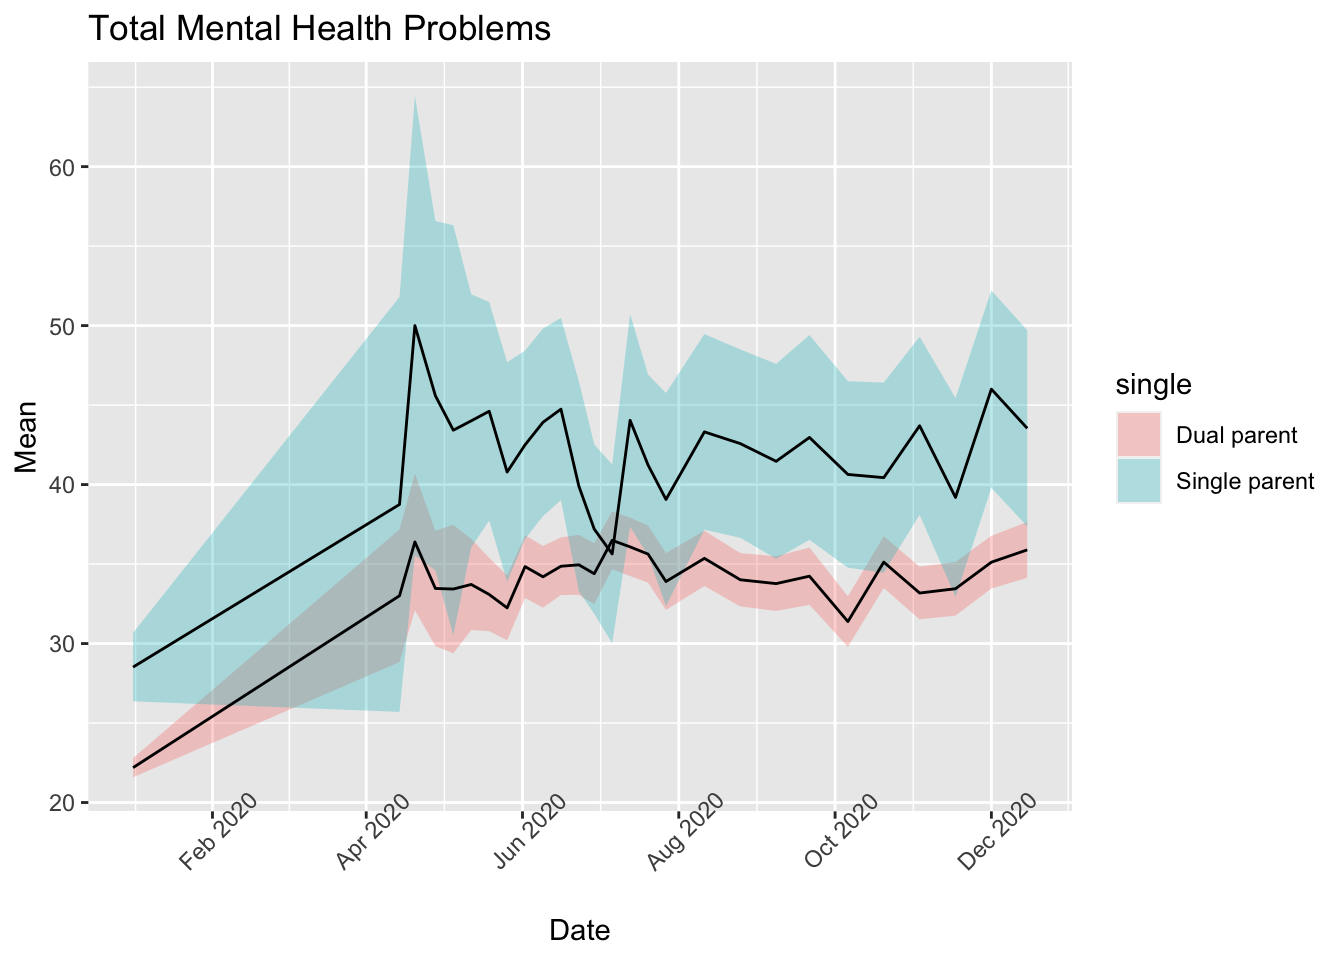 Total Mental Health Problems
Mean
60
50
40
30
20
Feb 2020
Apr 2020
Jun 2020
Aug 2020
Oct 2020
Dec 2020
Date
single
Dual parent
Single parent